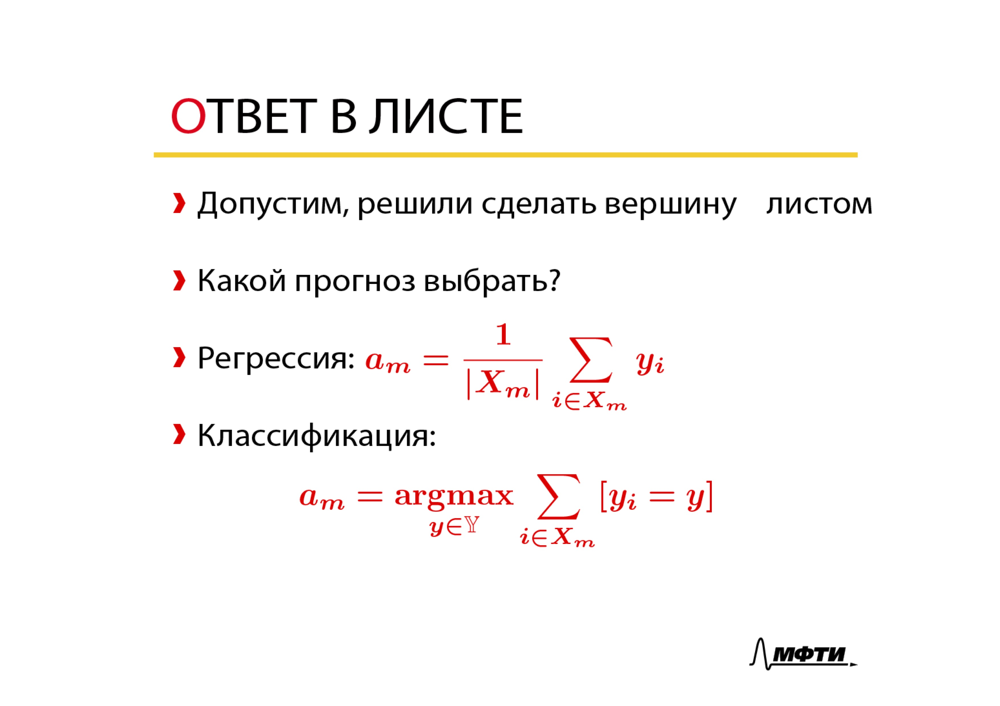 ОТВЕТ В ЛИСТЕ
Допустим, решили сделать вершину листом
Какой прогноз выбрать?
Регрессия: $a_m = \frac{1}{|X_m|} \sum_{i \in X_m} y_i$
Классификация:
$a_m = \operatorname{argmax}_{y \in \mathbb{Y}} \sum_{i \in X_m} [y_i = y]$
МФТИ